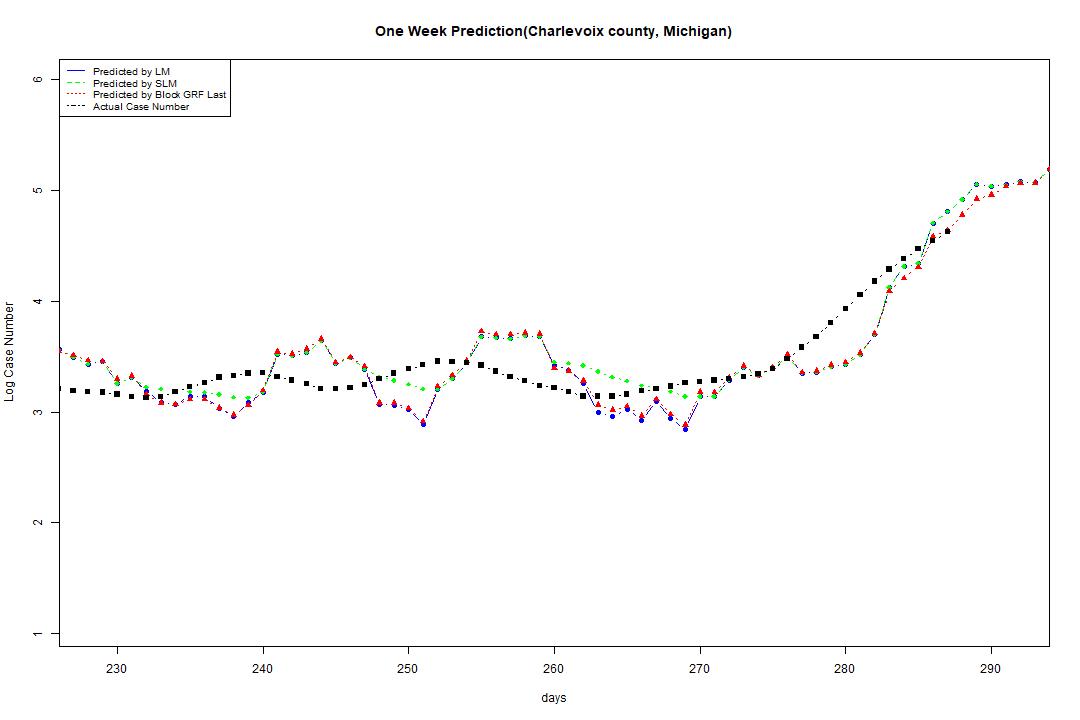 One Week Prediction(Charlevoix county, Michigan)
Predicted by LM
Predicted by SLM
Predicted by Block GRF Last
Actual Case Number
6
5
4
3
2
1
Log Case Number
230 240 250 260 270 280 290
days